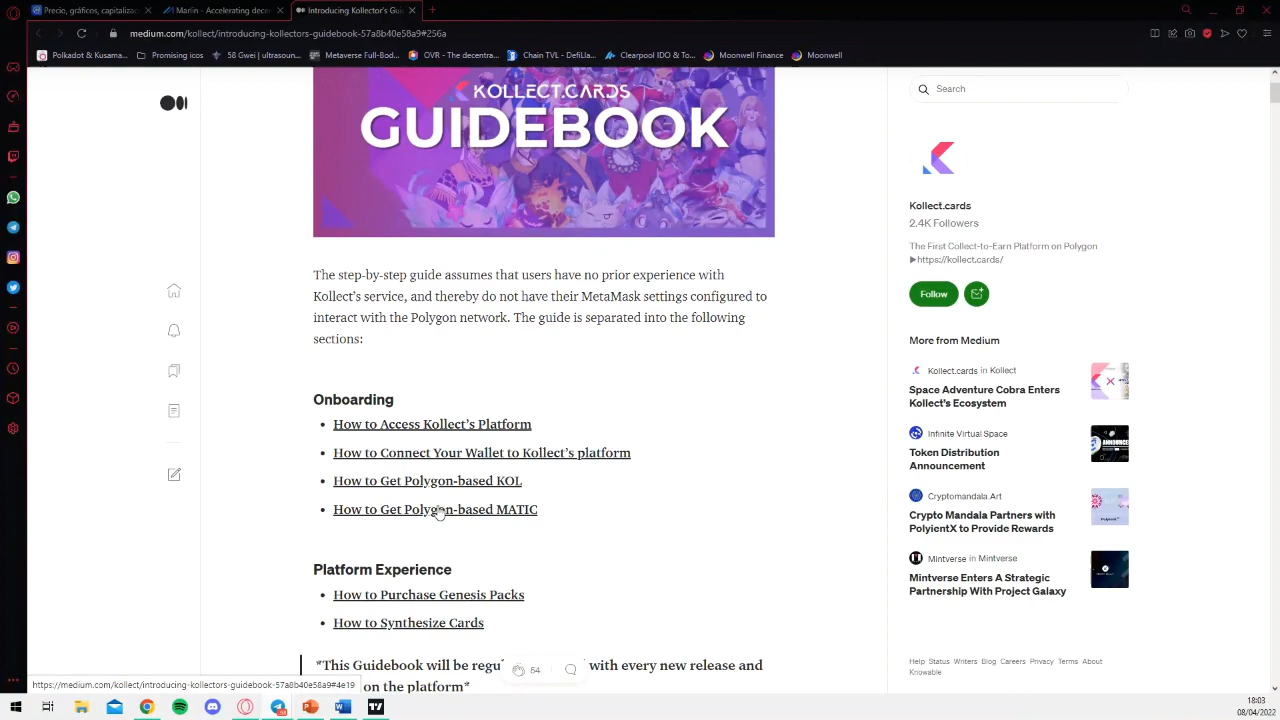 Precio, gráficos, capitalizac
Marlin - Accelerating dece
Introducing Kollector's Gui
medium.com/kollect/introducing-kollectors-guidebook-57a8b40e58a9#256a
Polkadot & Kusama...
Promising icos
58 Gwei | ultrasoun...
Metaverse Full-Bod...
OVR - The decentra...
Chain TVL - DefiLla...
Clearpool IDO & To...
Moonwell Finance
Moonwell
KOLLECT.CARDS
GUIDEBOOK
The step-by-step guide assumes that users have no prior experience with
Kollect's service, and thereby do not have their MetaMask settings configured to
interact with the Polygon network. The guide is separated into the following
sections:
Onboarding
• How to Access Kollect's Platform
• How to Connect Your Wallet to Kollect's platform
• How to Get Polygon-based KOL
• How to Get Polygon-based MATIC
Platform Experience
• How to Purchase Genesis Packs
• How to Synthesize Cards
*This Guidebook will be regu with every new release and
on the platform*
54
Search
Kollect.cards
2.4K Followers
The First Collect-to-Earn Platform on Polygon
▶https://kollect.cards/
Follow
More from Medium
Kollect.cards in Kollect
Space Adventure Cobra Enters
Kollect's Ecosystem
Infinite Virtual Space
Token Distribution
Announcement
Cryptomandala.Art
Crypto Mandala Partners with
PolyientX to Provide Rewards
Mintverse in Mintverse
Mintverse Enters A Strategic
Partnership With Project Galaxy
Help Status Writers Blog Careers Privacy Terms About
Knowable
https://medium.com/kollect/introducing-kollectors-guidebook-57a8b40e58a9#4e19
18:03
08/04/2022